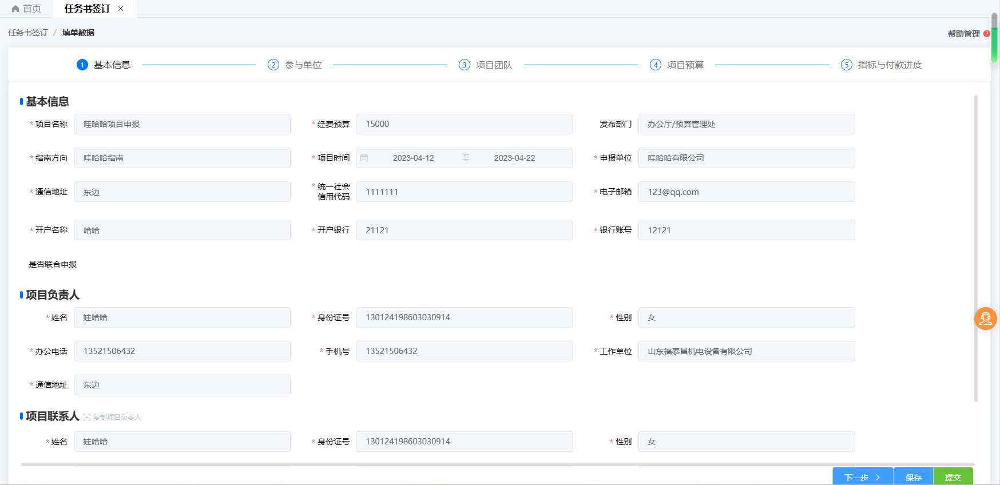 首页 任务书签订 ×
任务书签订 / 填单数据 帮助管理 ?
1 基本信息 2 参与单位 3 项目团队 4 项目预算 5 指标与付款进度
基本信息
* 项目名称 哇哈哈项目申报 * 经费预算 15000 发布部门 办公厅/预算管理处
* 指南方向 哇哈哈指南 * 项目时间 2023-04-12 至 2023-04-22 * 申报单位 哇哈哈有限公司
* 通信地址 东边 * 统一社会信用代码 1111111 * 电子邮箱 123@qq.com
* 开户名称 哈哈 * 开户银行 21121 * 银行账号 12121
是否联合申报
项目负责人
* 姓名 娃哈哈 * 身份证号 130124198603030914 * 性别 女
* 办公电话 13521506432 * 手机号 13521506432 * 工作单位 山东福泰昌机电设备有限公司
* 通信地址 东边
项目联系人 复制项目负责人
* 姓名 娃哈哈 * 身份证号 130124198603030914 * 性别 女
下一步 > 保存 提交